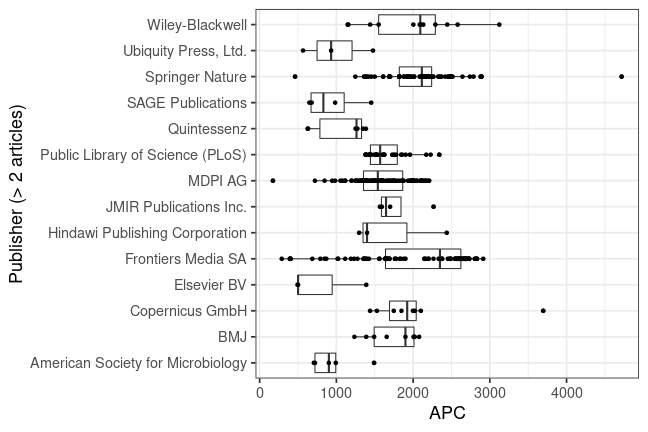 Publisher (> 2 articles)
Wiley-Blackwell
Ubiquity Press, Ltd.
Springer Nature
SAGE Publications
Quintessenz
Public Library of Science (PLoS)
MDPI AG
JMIR Publications Inc.
Hindawi Publishing Corporation
Frontiers Media SA
Elsevier BV
Copernicus GmbH
BMJ
American Society for Microbiology
0 1000 2000 3000 4000
APC